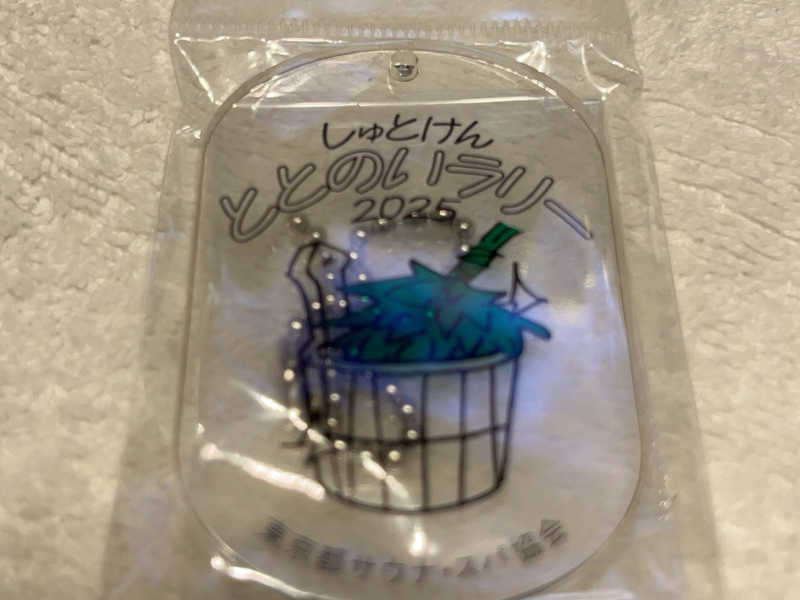 しゅとけん
ととのいラリー
2025
東京都サウナ・スパ協会